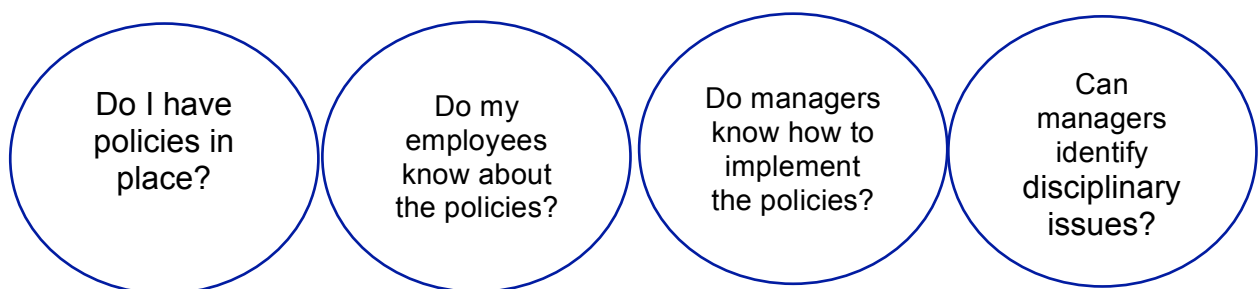 Do I have
policies in
place?
Do my
employees
know about
the policies?
Do managers
know how to
implement
the policies?
Can
managers
identify
disciplinary
issues?